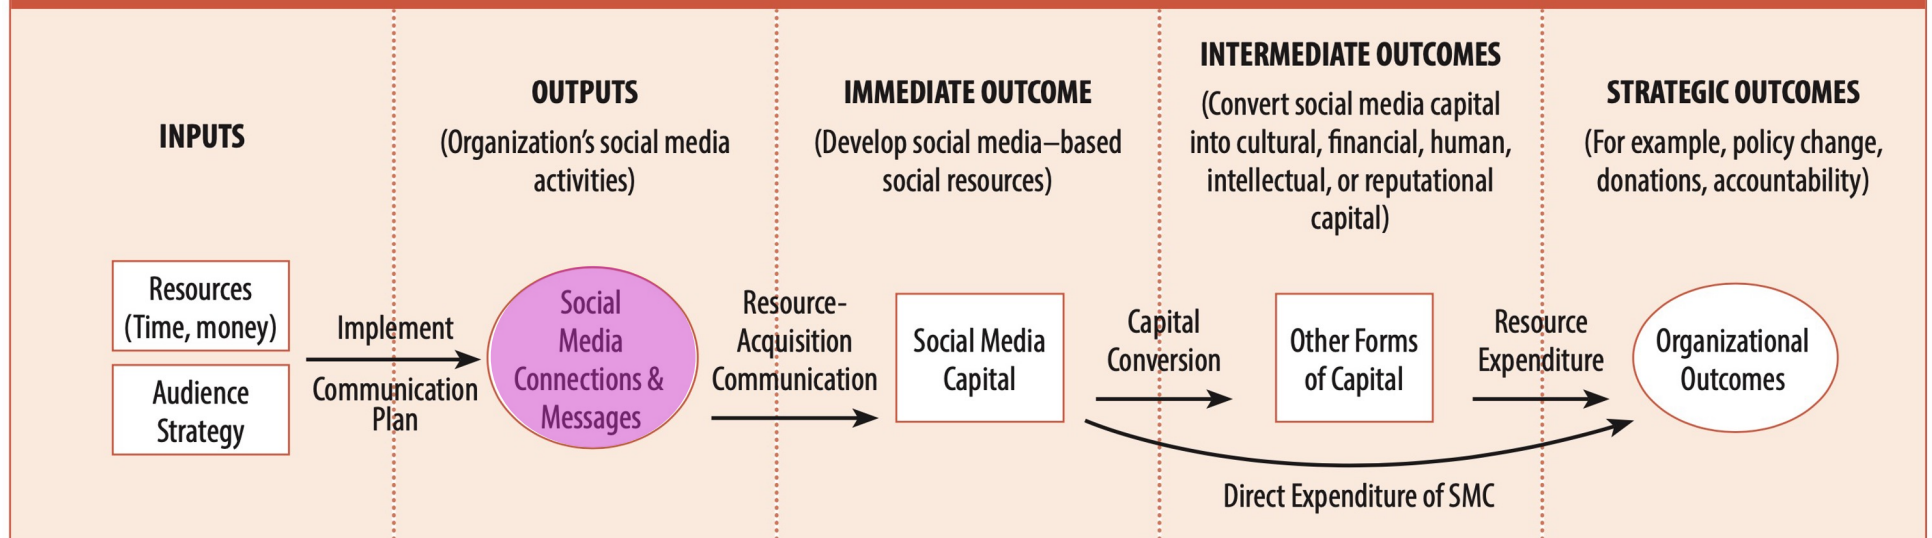 INPUTS
OUTPUTS
(Organization’s social media
activities)
IMMEDIATE OUTCOME
(Develop social media–based
social resources)
INTERMEDIATE OUTCOMES
(Convert social media capital
into cultural, financial, human,
intellectual, or reputational
capital)
STRATEGIC OUTCOMES
(For example, policy change,
donations, accountability)
Resources
(Time, money)
Audience
Strategy
Implement
Communication
Plan
Social
Media
Connections &
Messages
Resource-
Acquisition
Communication
Social Media
Capital
Capital
Conversion
Other Forms
of Capital
Resource
Expenditure
Organizational
Outcomes
Direct Expenditure of SMC